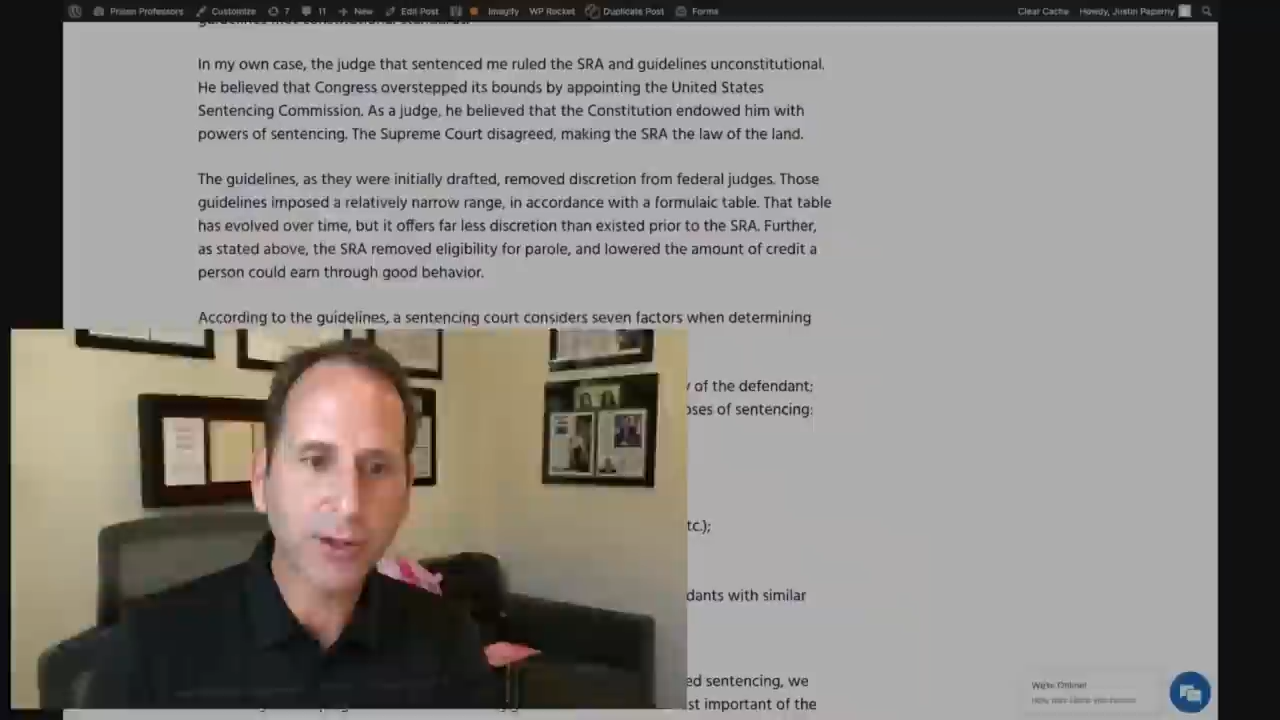 Prison Professors Customize 7 11 New Edit Post Imagify WP Rocket Duplicate Post Forms Clear Cache Howdy, Justin Paperny
guidelines met constitutional standards.
In my own case, the judge that sentenced me ruled the SRA and guidelines unconstitutional.
He believed that Congress overstepped its bounds by appointing the United States
Sentencing Commission. As a judge, he believed that the Constitution endowed him with
powers of sentencing. The Supreme Court disagreed, making the SRA the law of the land.
The guidelines, as they were initially drafted, removed discretion from federal judges. Those
guidelines imposed a relatively narrow range, in accordance with a formulaic table. That table
has evolved over time, but it offers far less discretion than existed prior to the SRA. Further,
as stated above, the SRA removed eligibility for parole, and lowered the amount of credit a
person could earn through good behavior.
According to the guidelines, a sentencing court considers seven factors when determining
y of the defendant;
oses of sentencing:
tc.);
dants with similar
ed sentencing, we
st important of the
We're Online!